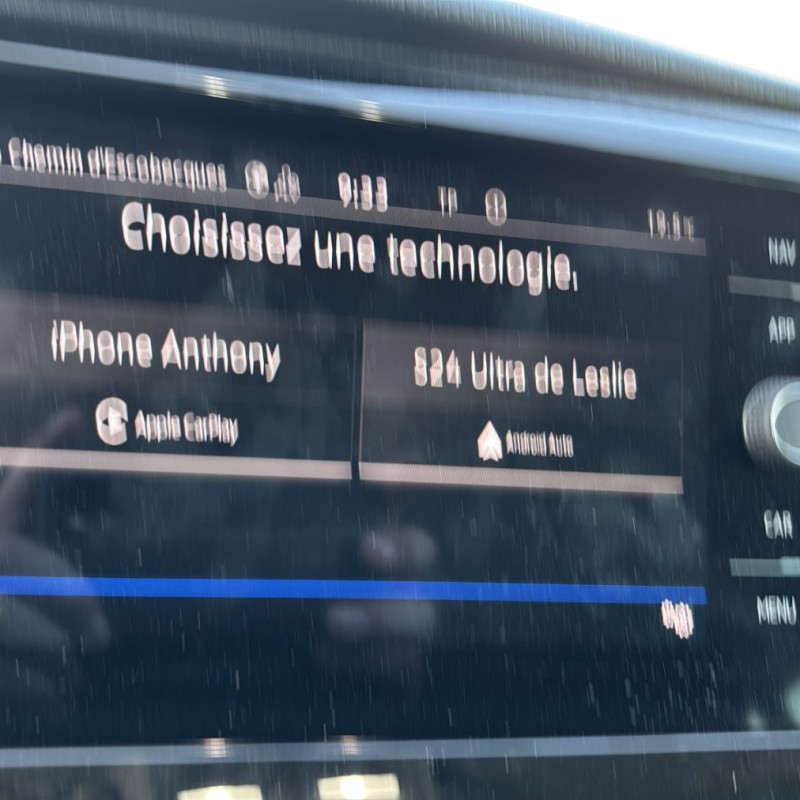 Chemin d'Escobecques 9:33 TP
Choisissez une technologie.
iPhone Anthony
Apple CarPlay
S24 Ultra de Leslie
Android Auto
NAV
APP
CAR
MENU